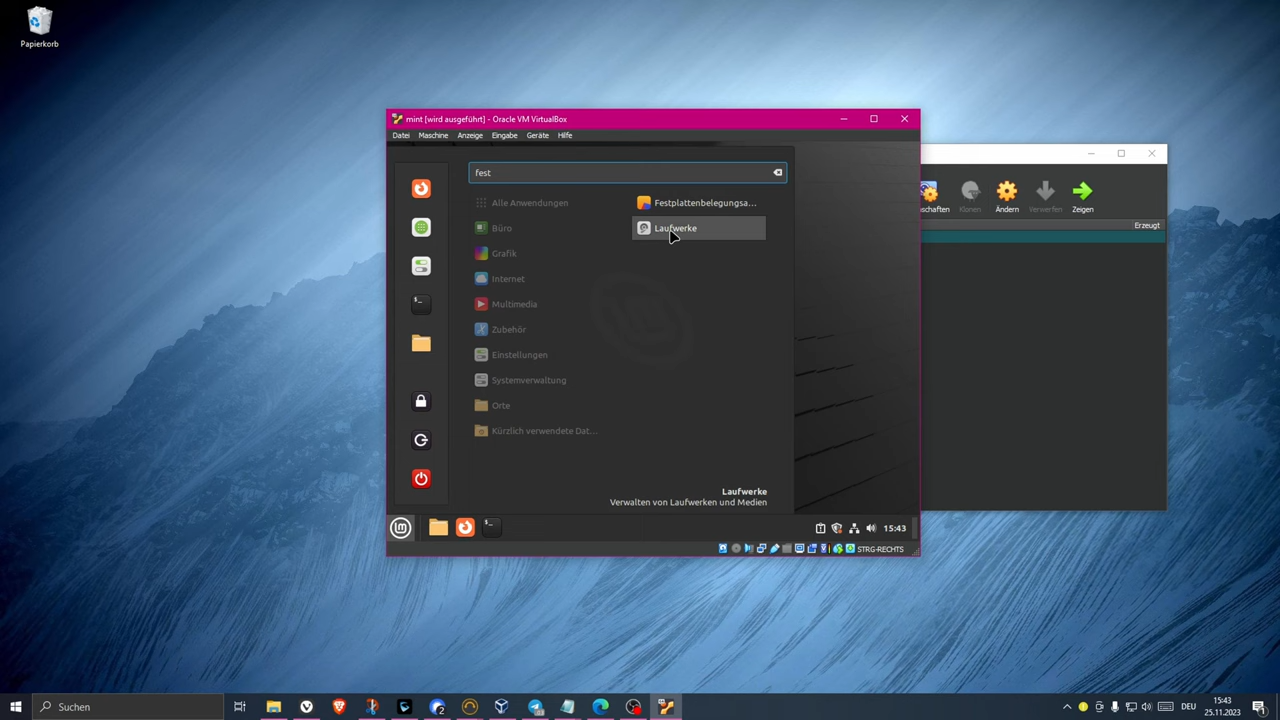 Papierkorb
mint [wird ausgeführt] - Oracle VM VirtualBox
Datei Maschine Anzeige Eingabe Geräte Hilfe
fest
Alle Anwendungen
Büro
Grafik
Internet
Multimedia
Zubehör
Einstellungen
Systemverwaltung
Orte
Kürzlich verwendete Dat...
Festplattenbelegungsa...
Laufwerke
Laufwerke
Verwalten von Laufwerken und Medien
15:43
STRG-RECHTS
schaften Klonen Ändern Verwerfen Zeigen
Erzeugt
Suchen
DEU
15:43
25.11.2023